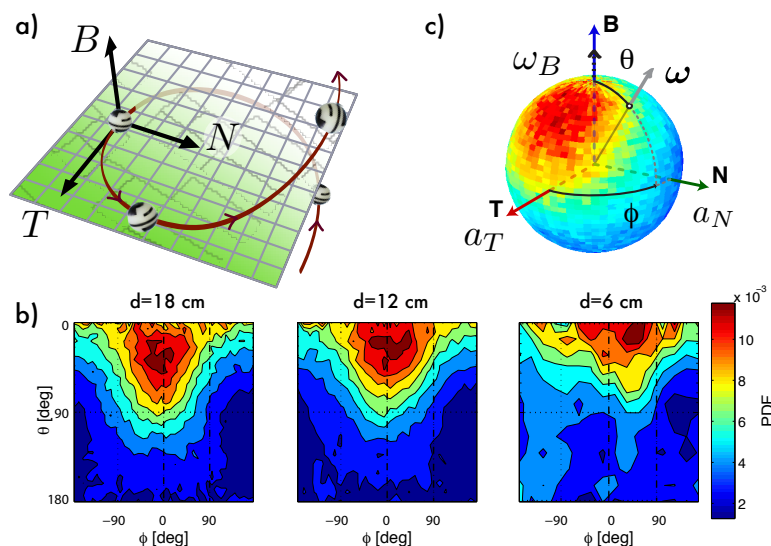 a)
B
N
T
c)
B
ω_B
θ
ω
N
a_N
T
a_T
ϕ
b)
d=18 cm
d=12 cm
d=6 cm
x 10⁻³
0
90
180
θ [deg]
−90 0 90
ϕ [deg]
−90 0 90
ϕ [deg]
−90 0 90
ϕ [deg]
10
8
6
4
2
PDF